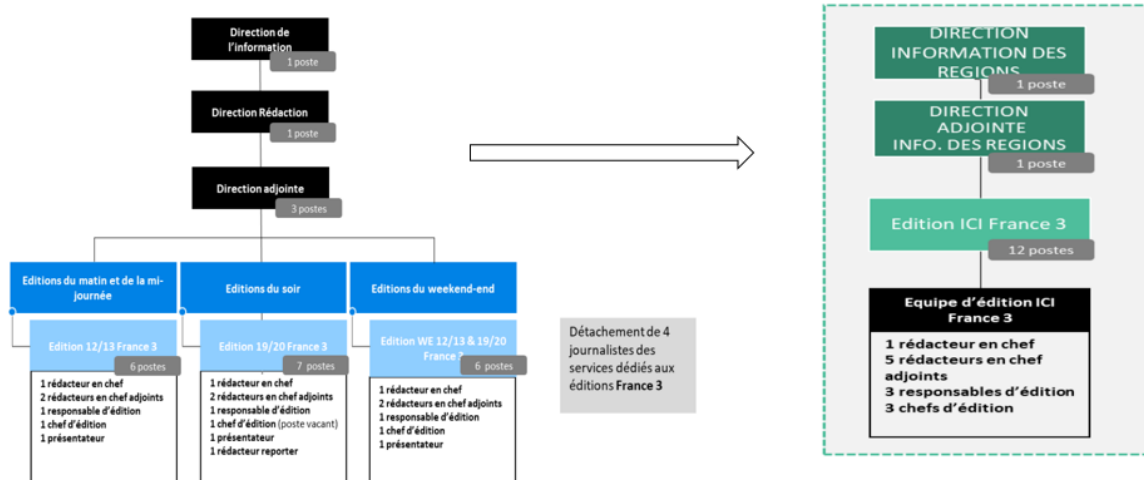 Direction de
l'information
1 poste
Direction Rédaction
1 poste
Direction adjointe
3 postes
Editions du matin et de la mi-
journée
Editions du soir
Editions du weekend-end
Edition 12/13 France 3
6 postes
1 rédacteur en chef
2 rédacteurs en chef adjoints
1 responsable d'édition
1 chef d'édition
1 présentateur
Edition 19/20 France 3
7 postes
1 rédacteur en chef
2 rédacteurs en chef adjoints
1 responsable d'édition
1 chef d'édition (poste vacant)
1 présentateur
1 rédacteur reporter
Edition WE 12/13 & 19/20
France 3
6 postes
1 rédacteur en chef
2 rédacteurs en chef adjoints
1 responsable d'édition
1 chef d'édition
1 présentateur
Détachement de 4
journalistes des
services dédiés aux
éditions France 3
DIRECTION
INFORMATION DES
REGIONS
1 poste
DIRECTION
ADJOINTE
INFO. DES REGIONS
1 poste
Edition ICI France 3
12 postes
Equipe d'édition ICI
France 3
1 rédacteur en chef
5 rédacteurs en chef
adjoints
3 responsables d'édition
3 chefs d'édition